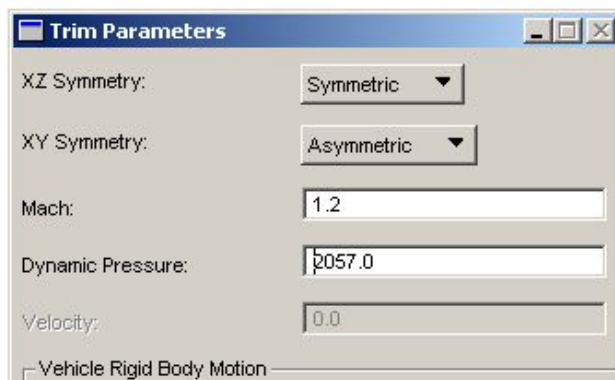 Trim Parameters
XZ Symmetry: Symmetric
XY Symmetry: Asymmetric
Mach: 1.2
Dynamic Pressure: 2057.0
Velocity: 0.0
Vehicle Rigid Body Motion